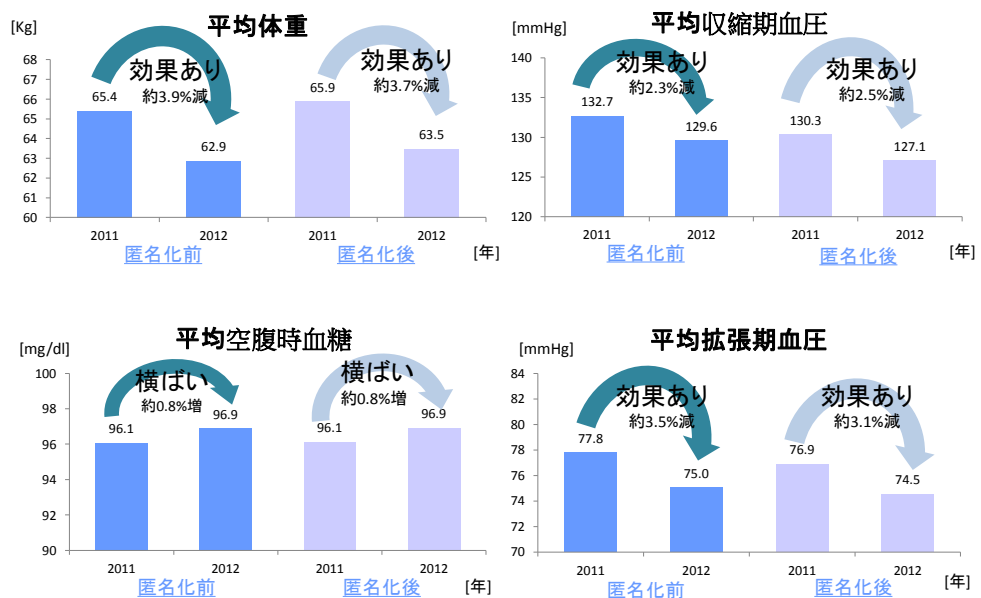 平均体重
[Kg]
効果あり
約3.9%減
効果あり
約3.7%減
68
67
66
65
64
63
62
61
60
65.4
62.9
65.9
63.5
2011
2012
2011
2012
匿名化前
匿名化後
[年]
平均収縮期血圧
[mmHg]
効果あり
約2.3%減
効果あり
約2.5%減
140
135
130
125
120
132.7
129.6
130.3
127.1
2011
2012
2011
2012
匿名化前
匿名化後
[年]
平均空腹時血糖
[mg/dl]
横ばい
約0.8%増
横ばい
約0.8%増
100
98
96
94
92
90
96.1
96.9
96.1
96.9
2011
2012
2011
2012
匿名化前
匿名化後
[年]
平均拡張期血圧
[mmHg]
効果あり
約3.5%減
効果あり
約3.1%減
84
82
80
78
76
74
72
70
77.8
75.0
76.9
74.5
2011
2012
2011
2012
匿名化前
匿名化後
[年]